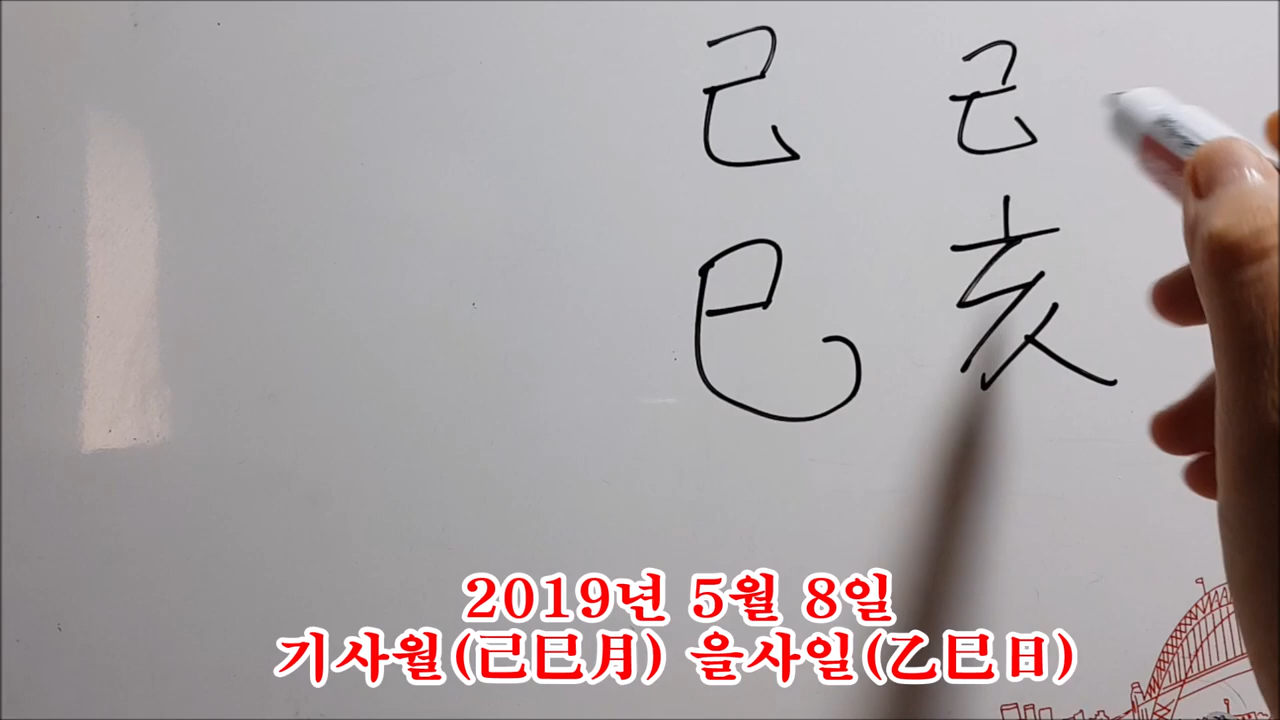 己 己
巳 亥
2019년 5월 8일
기사월(己巳月) 을사일(乙巳日)